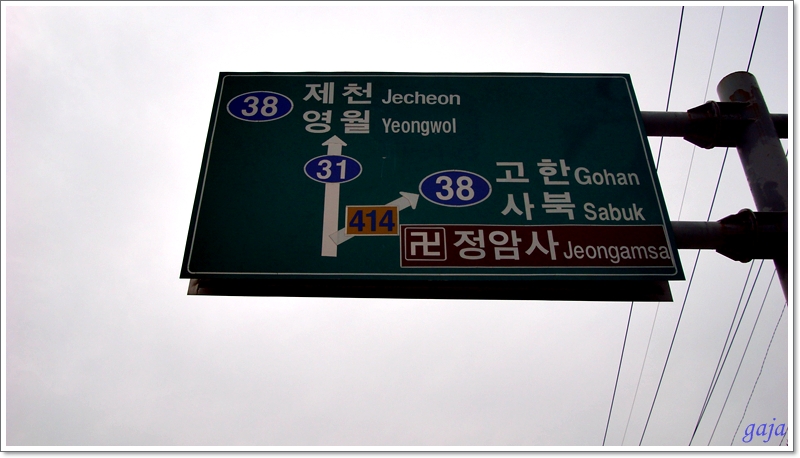 38 제천 Jecheon
영월 Yeongwol
31
38 고한 Gohan
사북 Sabuk
414
卍 정암사 Jeongamsa
gaja